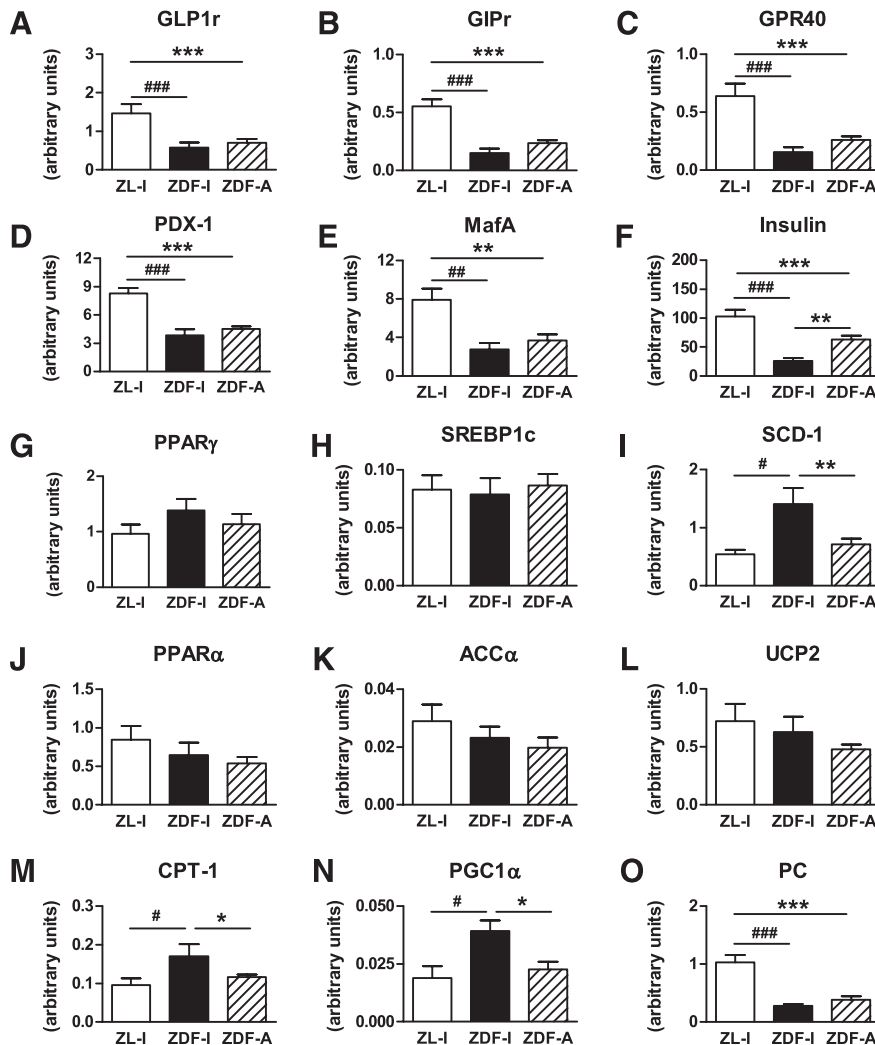 A GLP1r
(arbitrary units)
3
2
1
0
***
###
ZL-I ZDF-I ZDF-A
B GIPr
(arbitrary units)
1.0
0.5
0.0
***
###
ZL-I ZDF-I ZDF-A
C GPR40
(arbitrary units)
1.0
0.5
0.0
***
###
ZL-I ZDF-I ZDF-A
D PDX-1
(arbitrary units)
12
9
6
3
0
***
###
ZL-I ZDF-I ZDF-A
E MafA
(arbitrary units)
12
8
4
0
**
##
ZL-I ZDF-I ZDF-A
F Insulin
(arbitrary units)
200
150
100
50
0
***
###
**
ZL-I ZDF-I ZDF-A
G PPARγ
(arbitrary units)
2
1
0
ZL-I ZDF-I ZDF-A
H SREBP1c
(arbitrary units)
0.10
0.05
0.00
ZL-I ZDF-I ZDF-A
I SCD-1
(arbitrary units)
2
1
0
# **
ZL-I ZDF-I ZDF-A
J PPARα
(arbitrary units)
1.5
1.0
0.5
0.0
ZL-I ZDF-I ZDF-A
K ACCα
(arbitrary units)
0.04
0.02
0.00
ZL-I ZDF-I ZDF-A
L UCP2
(arbitrary units)
1.0
0.5
0.0
ZL-I ZDF-I ZDF-A
M CPT-1
(arbitrary units)
0.3
0.2
0.1
0.0
# *
ZL-I ZDF-I ZDF-A
N PGC1α
(arbitrary units)
0.050
0.025
0.000
# *
ZL-I ZDF-I ZDF-A
O PC
(arbitrary units)
2
1
0
***
###
ZL-I ZDF-I ZDF-A